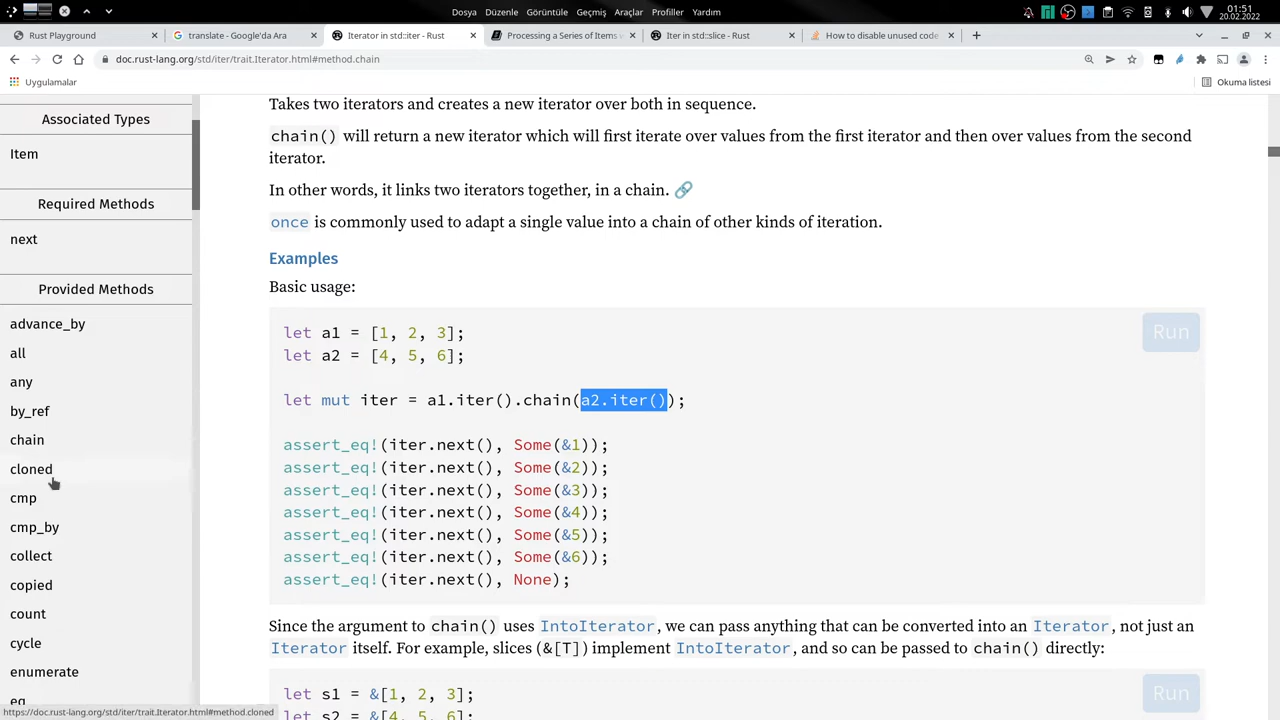 Dosya Düzenle Görüntüle Geçmiş Araçlar Profiller Yardım
01:51
20.02.2022
Rust Playground
translate - Google'da Ara
Iterator in std::iter - Rust
Processing a Series of Items w
Iter in std::slice - Rust
How to disable unused code
doc.rust-lang.org/std/iter/trait.Iterator.html#method.chain
Uygulamalar
Okuma listesi
Associated Types
Item
Required Methods
next
Provided Methods
advance_by
all
any
by_ref
chain
cloned
cmp
cmp_by
collect
copied
count
cycle
enumerate
eq
https://doc.rust-lang.org/std/iter/trait.Iterator.html#method.cloned
Takes two iterators and creates a new iterator over both in sequence.
chain() will return a new iterator which will first iterate over values from the first iterator and then over values from the second
iterator.
In other words, it links two iterators together, in a chain. 🔗
once is commonly used to adapt a single value into a chain of other kinds of iteration.
Examples
Basic usage:
Run
let a1 = [1, 2, 3];
let a2 = [4, 5, 6];
let mut iter = a1.iter().chain(a2.iter());
assert_eq!(iter.next(), Some(&1));
assert_eq!(iter.next(), Some(&2));
assert_eq!(iter.next(), Some(&3));
assert_eq!(iter.next(), Some(&4));
assert_eq!(iter.next(), Some(&5));
assert_eq!(iter.next(), Some(&6));
assert_eq!(iter.next(), None);
Since the argument to chain() uses IntoIterator, we can pass anything that can be converted into an Iterator, not just an
Iterator itself. For example, slices (&[T]) implement IntoIterator, and so can be passed to chain() directly:
Run
let s1 = &[1, 2, 3];
let s2 = &[4, 5, 6];